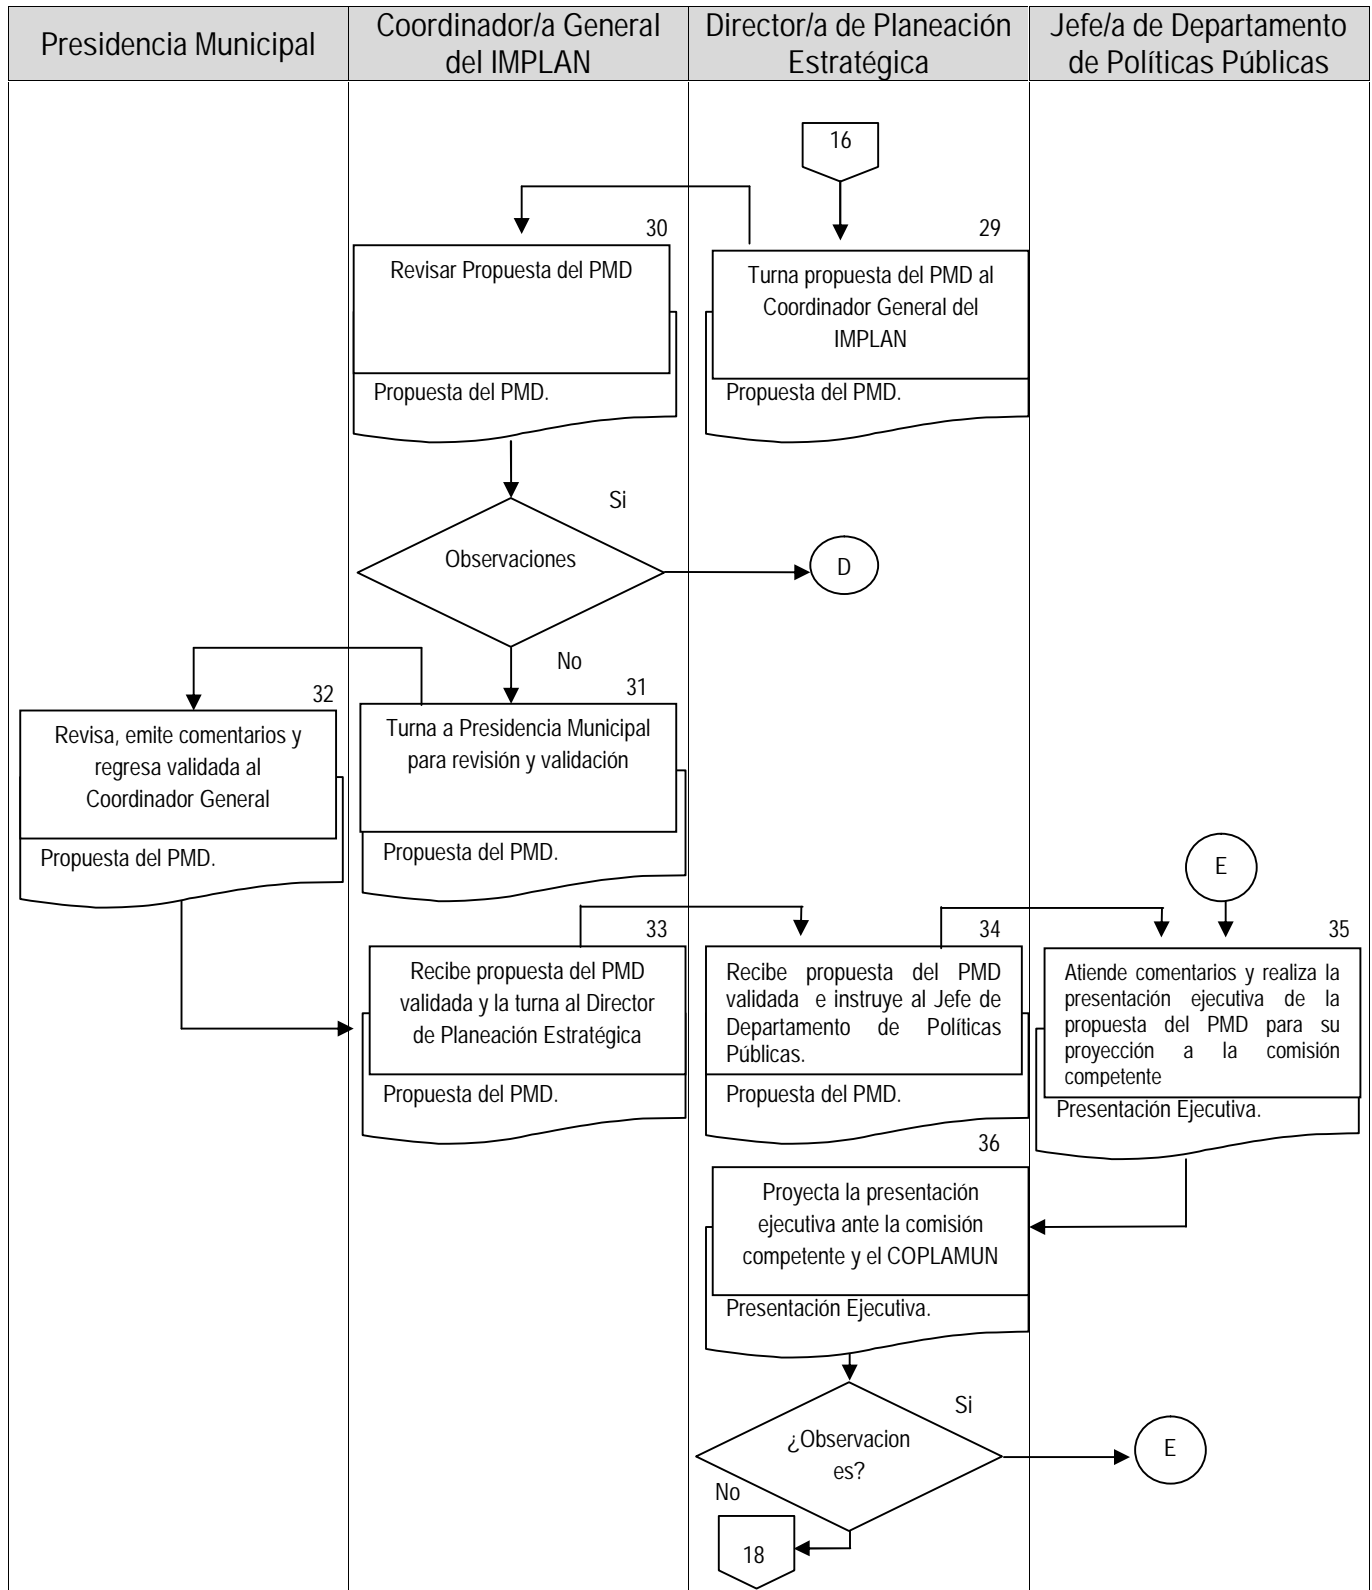 Presidencia Municipal
Coordinador/a General
del IMPLAN
Director/a de Planeación
Estratégica
Jefe/a de Departamento
de Políticas Públicas
16
30
29
Revisar Propuesta del PMD
Propuesta del PMD.
Turna propuesta del PMD al
Coordinador General del
IMPLAN
Propuesta del PMD.
Si
Observaciones
D
No
32
31
Revisa, emite comentarios y
regresa validada al
Coordinador General
Propuesta del PMD.
Turna a Presidencia Municipal
para revisión y validación
Propuesta del PMD.
E
33
34
35
Recibe propuesta del PMD
validada y la turna al Director
de Planeación Estratégica
Propuesta del PMD.
Recibe propuesta del PMD
validada e instruye al Jefe de
Departamento de Políticas
Públicas.
Propuesta del PMD.
Atiende comentarios y realiza la
presentación ejecutiva de la
propuesta del PMD para su
proyección a la comisión
competente
Presentación Ejecutiva.
36
Proyecta la presentación
ejecutiva ante la comisión
competente y el COPLAMUN
Presentación Ejecutiva.
Si
¿Observacion
es?
E
No
18